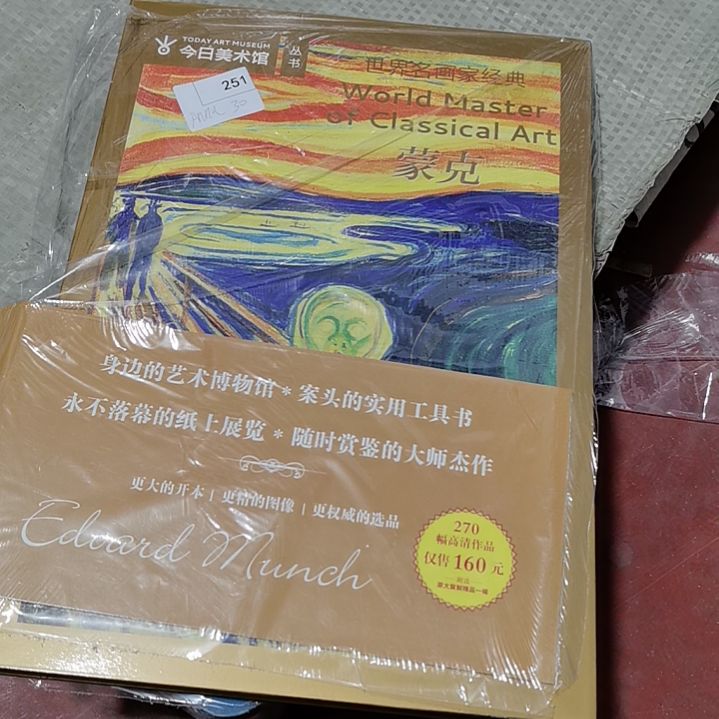 TODAY ART MUSEUM
今日美术馆
丛书
251
30
世界名画家经典
World Master
of Classical Art
蒙克
身边的艺术博物馆 * 案头的实用工具书
永不落幕的纸上展览 * 随时赏鉴的大师杰作
更大的开本 | 更精的图像 | 更权威的选品
Edvard Munch
270
幅高清作品
仅售 160 元